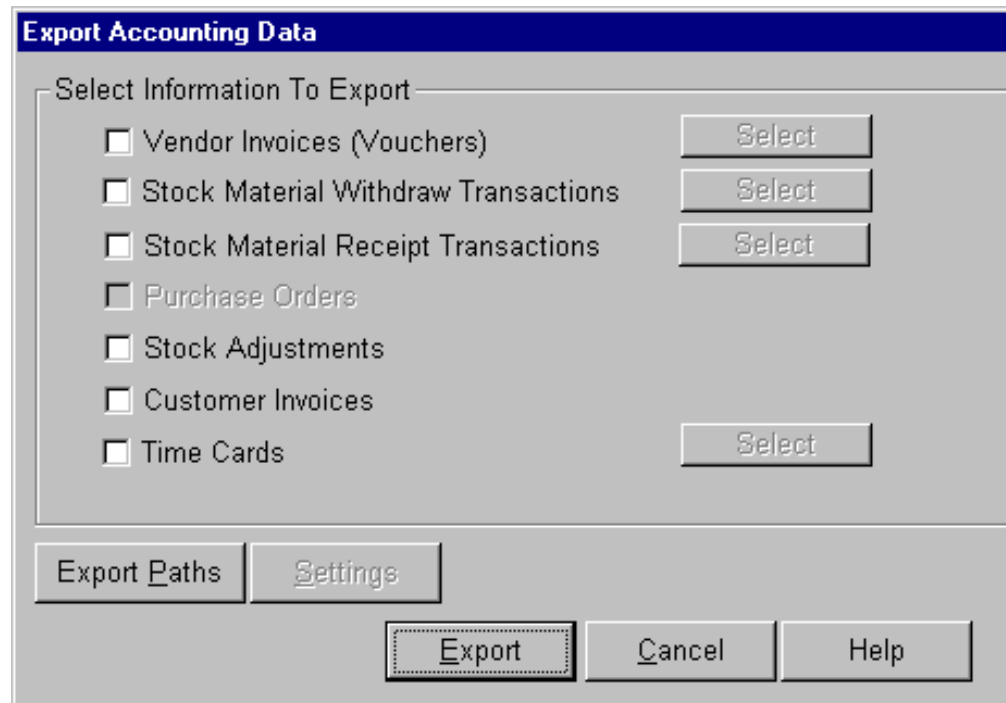 Export Accounting Data
Select Information To Export
Vendor Invoices (Vouchers) Select
Stock Material Withdraw Transactions Select
Stock Material Receipt Transactions Select
Purchase Orders
Stock Adjustments
Customer Invoices
Time Cards Select
Export Paths Settings
Export Cancel Help